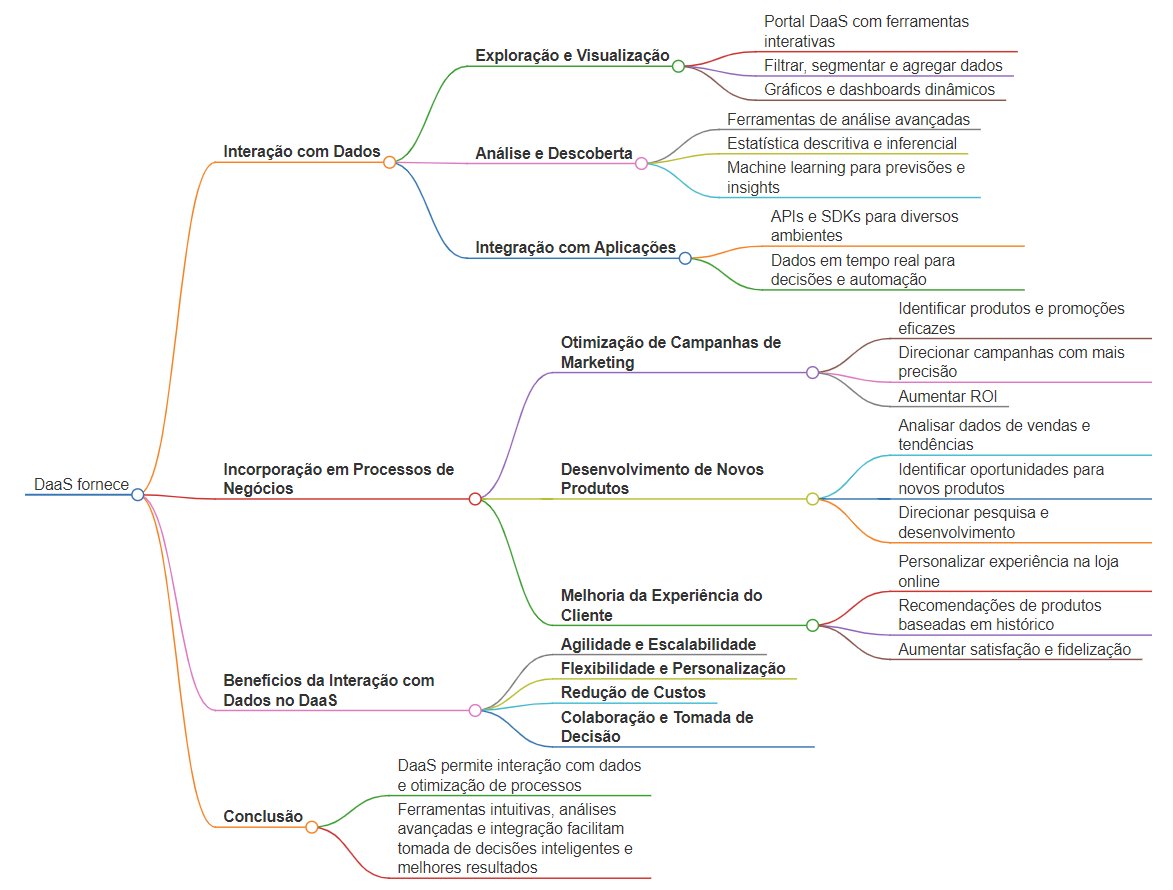 DaaS fornece
Interação com Dados
Exploração e Visualização
Portal DaaS com ferramentas
interativas
Filtrar, segmentar e agregar dados
Gráficos e dashboards dinâmicos
Análise e Descoberta
Ferramentas de análise avançadas
Estatística descritiva e inferencial
Machine learning para previsões e
insights
Integração com Aplicações
APIs e SDKs para diversos
ambientes
Dados em tempo real para
decisões e automação
Incorporação em Processos de
Negócios
Otimização de Campanhas de
Marketing
Identificar produtos e promoções
eficazes
Direcionar campanhas com mais
precisão
Aumentar ROI
Desenvolvimento de Novos
Produtos
Analisar dados de vendas e
tendências
Identificar oportunidades para
novos produtos
Direcionar pesquisa e
desenvolvimento
Melhoria da Experiência do
Cliente
Personalizar experiência na loja
online
Recomendações de produtos
baseadas em histórico
Aumentar satisfação e fidelização
Benefícios da Interação com
Dados no DaaS
Agilidade e Escalabilidade
Flexibilidade e Personalização
Redução de Custos
Colaboração e Tomada de
Decisão
Conclusão
DaaS permite interação com dados
e otimização de processos
Ferramentas intuitivas, análises
avançadas e integração facilitam
tomada de decisões inteligentes e
melhores resultados